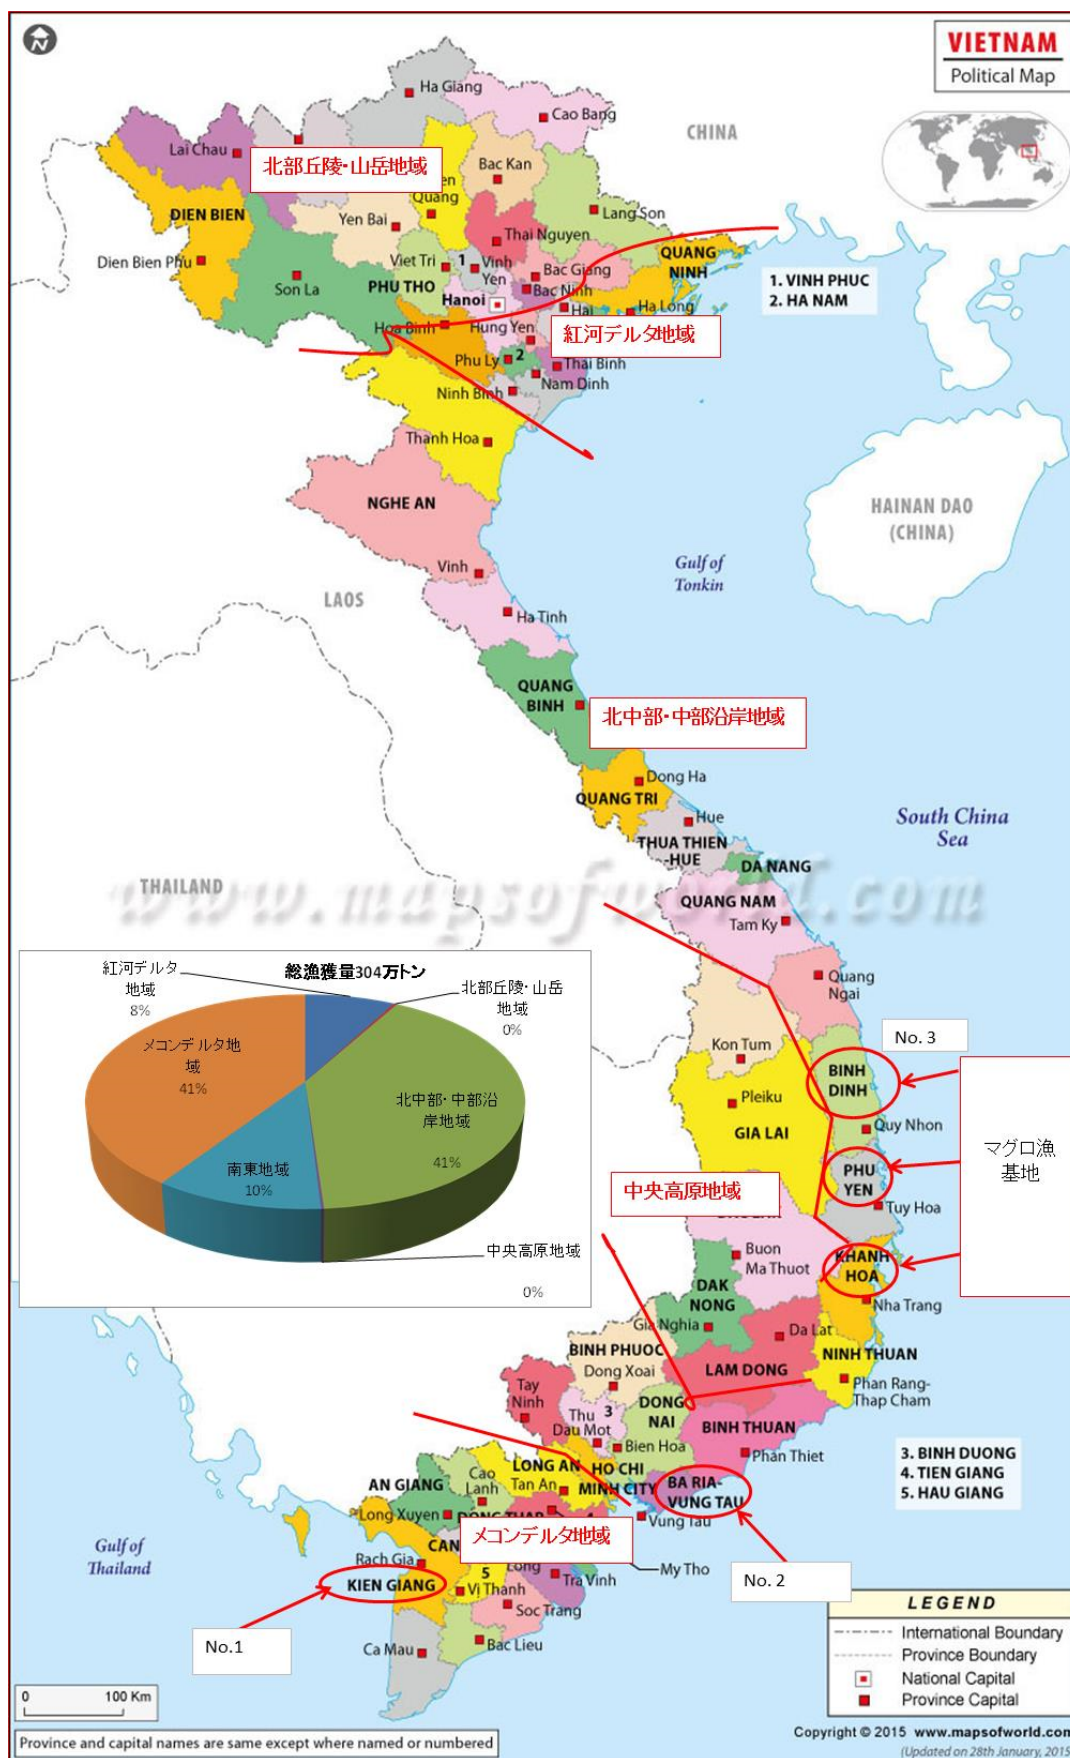 VIETNAM
Political Map
N
Ha Giang
Cao Bang
CHINA
Lai Chau
北部丘陵・山岳地域
Bac Kan
Quang
DIEN BIEN
Yen Bai
Lang Son
Thai Nguyen
QUANG
NINH
Dien Bien Phu
Viet Tri
1
Vinh
Yen
Bac Giang
Son La
PHU THO
Bac Ninh
1. VINH PHUC
2. HA NAM
Hanoi
Ha Long
Hai
Hoa Binh
Hung Yen
紅河デルタ地域
Phu Ly
2
Thai Binh
Nam Dinh
Ninh Binh
Thanh Hoa
NGHE AN
HAINAN DAO
(CHINA)
Gulf of
Tonkin
Vinh
LAOS
Ha Tinh
QUANG
BINH
北中部・中部沿岸地域
Dong Ha
QUANG TRI
Hue
South China
Sea
THUA THIEN
-HUE
DA NANG
THAILAND
www.mapsofworld.com
QUANG NAM
Tam Ky
総漁獲量304万トン
紅河デルタ
地域
8%
北部丘陵・山岳
地域
0%
メコンデルタ地
域
41%
北中部・中部沿
岸地域
41%
南東地域
10%
中央高原地域
0%
Quang
Ngai
Kon Tum
No. 3
BINH
DINH
Pleiku
GIA LAI
Quy Nhon
マグロ漁
基地
PHU
YEN
中央高原地域
Tuy Hoa
Buon
Ma Thuot
KHANH
HOA
DAK
NONG
Nha Trang
Gia Nghia
Da Lat
BINH PHUOC
Dong Xoai
LAM DONG
NINH THUAN
Tay
Ninh
Phan Rang-
Thap Cham
Thu
Dau Mot
3
DONG
NAI
BINH THUAN
Bien Hoa
Phan Thiet
3. BINH DUONG
4. TIEN GIANG
5. HAU GIANG
LONG AN
Tan An
HO CHI
MINH CITY
BA RIA-
VUNG TAU
AN GIANG
Cao
Lanh
Long Xuyen
Vung Tau
メコンデルタ地域
Gulf of
Thailand
CAN
Rach Gia
My Tho
KIEN GIANG
5
Long
Vị Thanh
Tra Vinh
No. 2
Soc Trang
No.1
Ca Mau
Bac Lieu
LEGEND
International Boundary
Province Boundary
National Capital
Province Capital
0
100 Km
Province and capital names are same except where named or numbered
Copyright © 2015 www.mapsofworld.com
(Updated on 28th January, 2015)